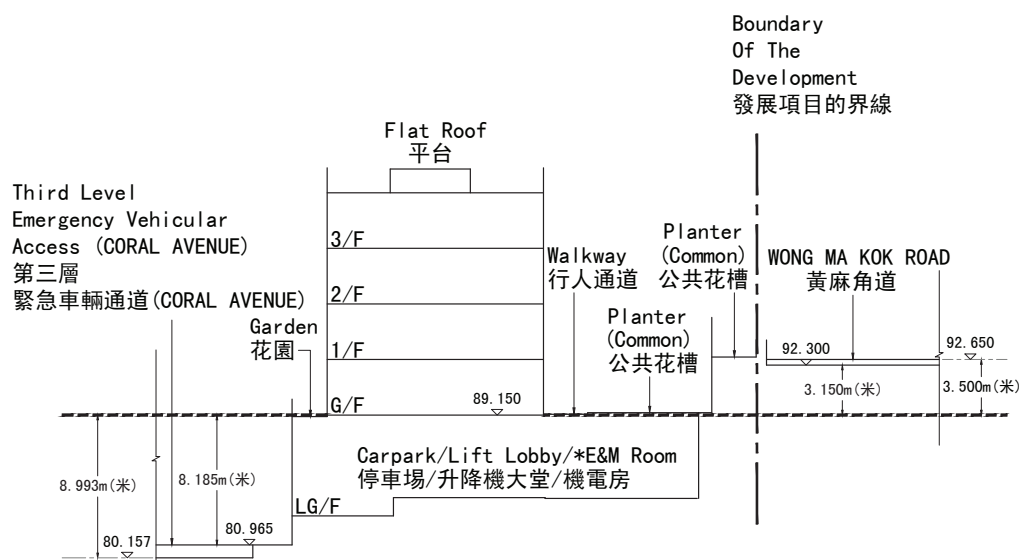 Boundary
Of The
Development
發展項目的界線
Flat Roof
平台
Third Level
Emergency Vehicular
Access (CORAL AVENUE)
第三層
緊急車輛通道(CORAL AVENUE)
Garden
花園
3/F
2/F
1/F
G/F
89.150
Walkway
行人通道
Planter
(Common)
公共花槽
Planter
(Common)
公共花槽
WONG MA KOK ROAD
黃麻角道
92.300
92.650
3.150m(米)
3.500m(米)
Carpark/Lift Lobby/*E&M Room
停車場/升降機大堂/機電房
LG/F
8.993m(米)
8.185m(米)
80.965
80.157